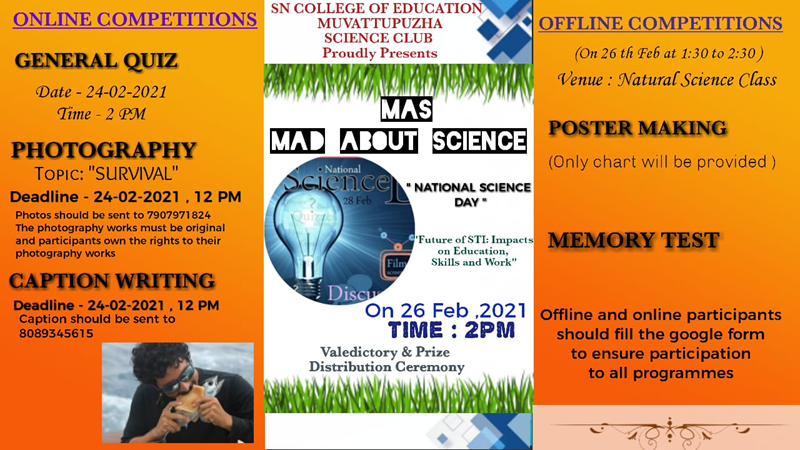 ONLINE COMPETITIONS
GENERAL QUIZ
Date - 24-02-2021
Time - 2 PM
PHOTOGRAPHY
TOPIC: "SURVIVAL"
Deadline - 24-02-2021 , 12 PM
Photos should be sent to 7907971824
The photography works must be original
and participants own the rights to their
photography works
CAPTION WRITING
Deadline - 24-02-2021 , 12 PM
Caption should be sent to
8089345615
SN COLLEGE OF EDUCATION
MUVATTUPUZHA
SCIENCE CLUB
Proudly Presents
MAS
MAD ABOUT SCIENCE
National
Science
28 Feb
Quiz
Film
Discu
" NATIONAL SCIENCE
DAY "
"Future of STI: Impacts
on Education,
Skills and Work"
On 26 Feb ,2021
TIME : 2PM
Valedictory & Prize
Distribution Ceremony
OFFLINE COMPETITIONS
(On 26 th Feb at 1:30 to 2:30 )
Venue : Natural Science Class
POSTER MAKING
(Only chart will be provided )
MEMORY TEST
Offline and online participants
should fill the google form
to ensure participation
to all programmes